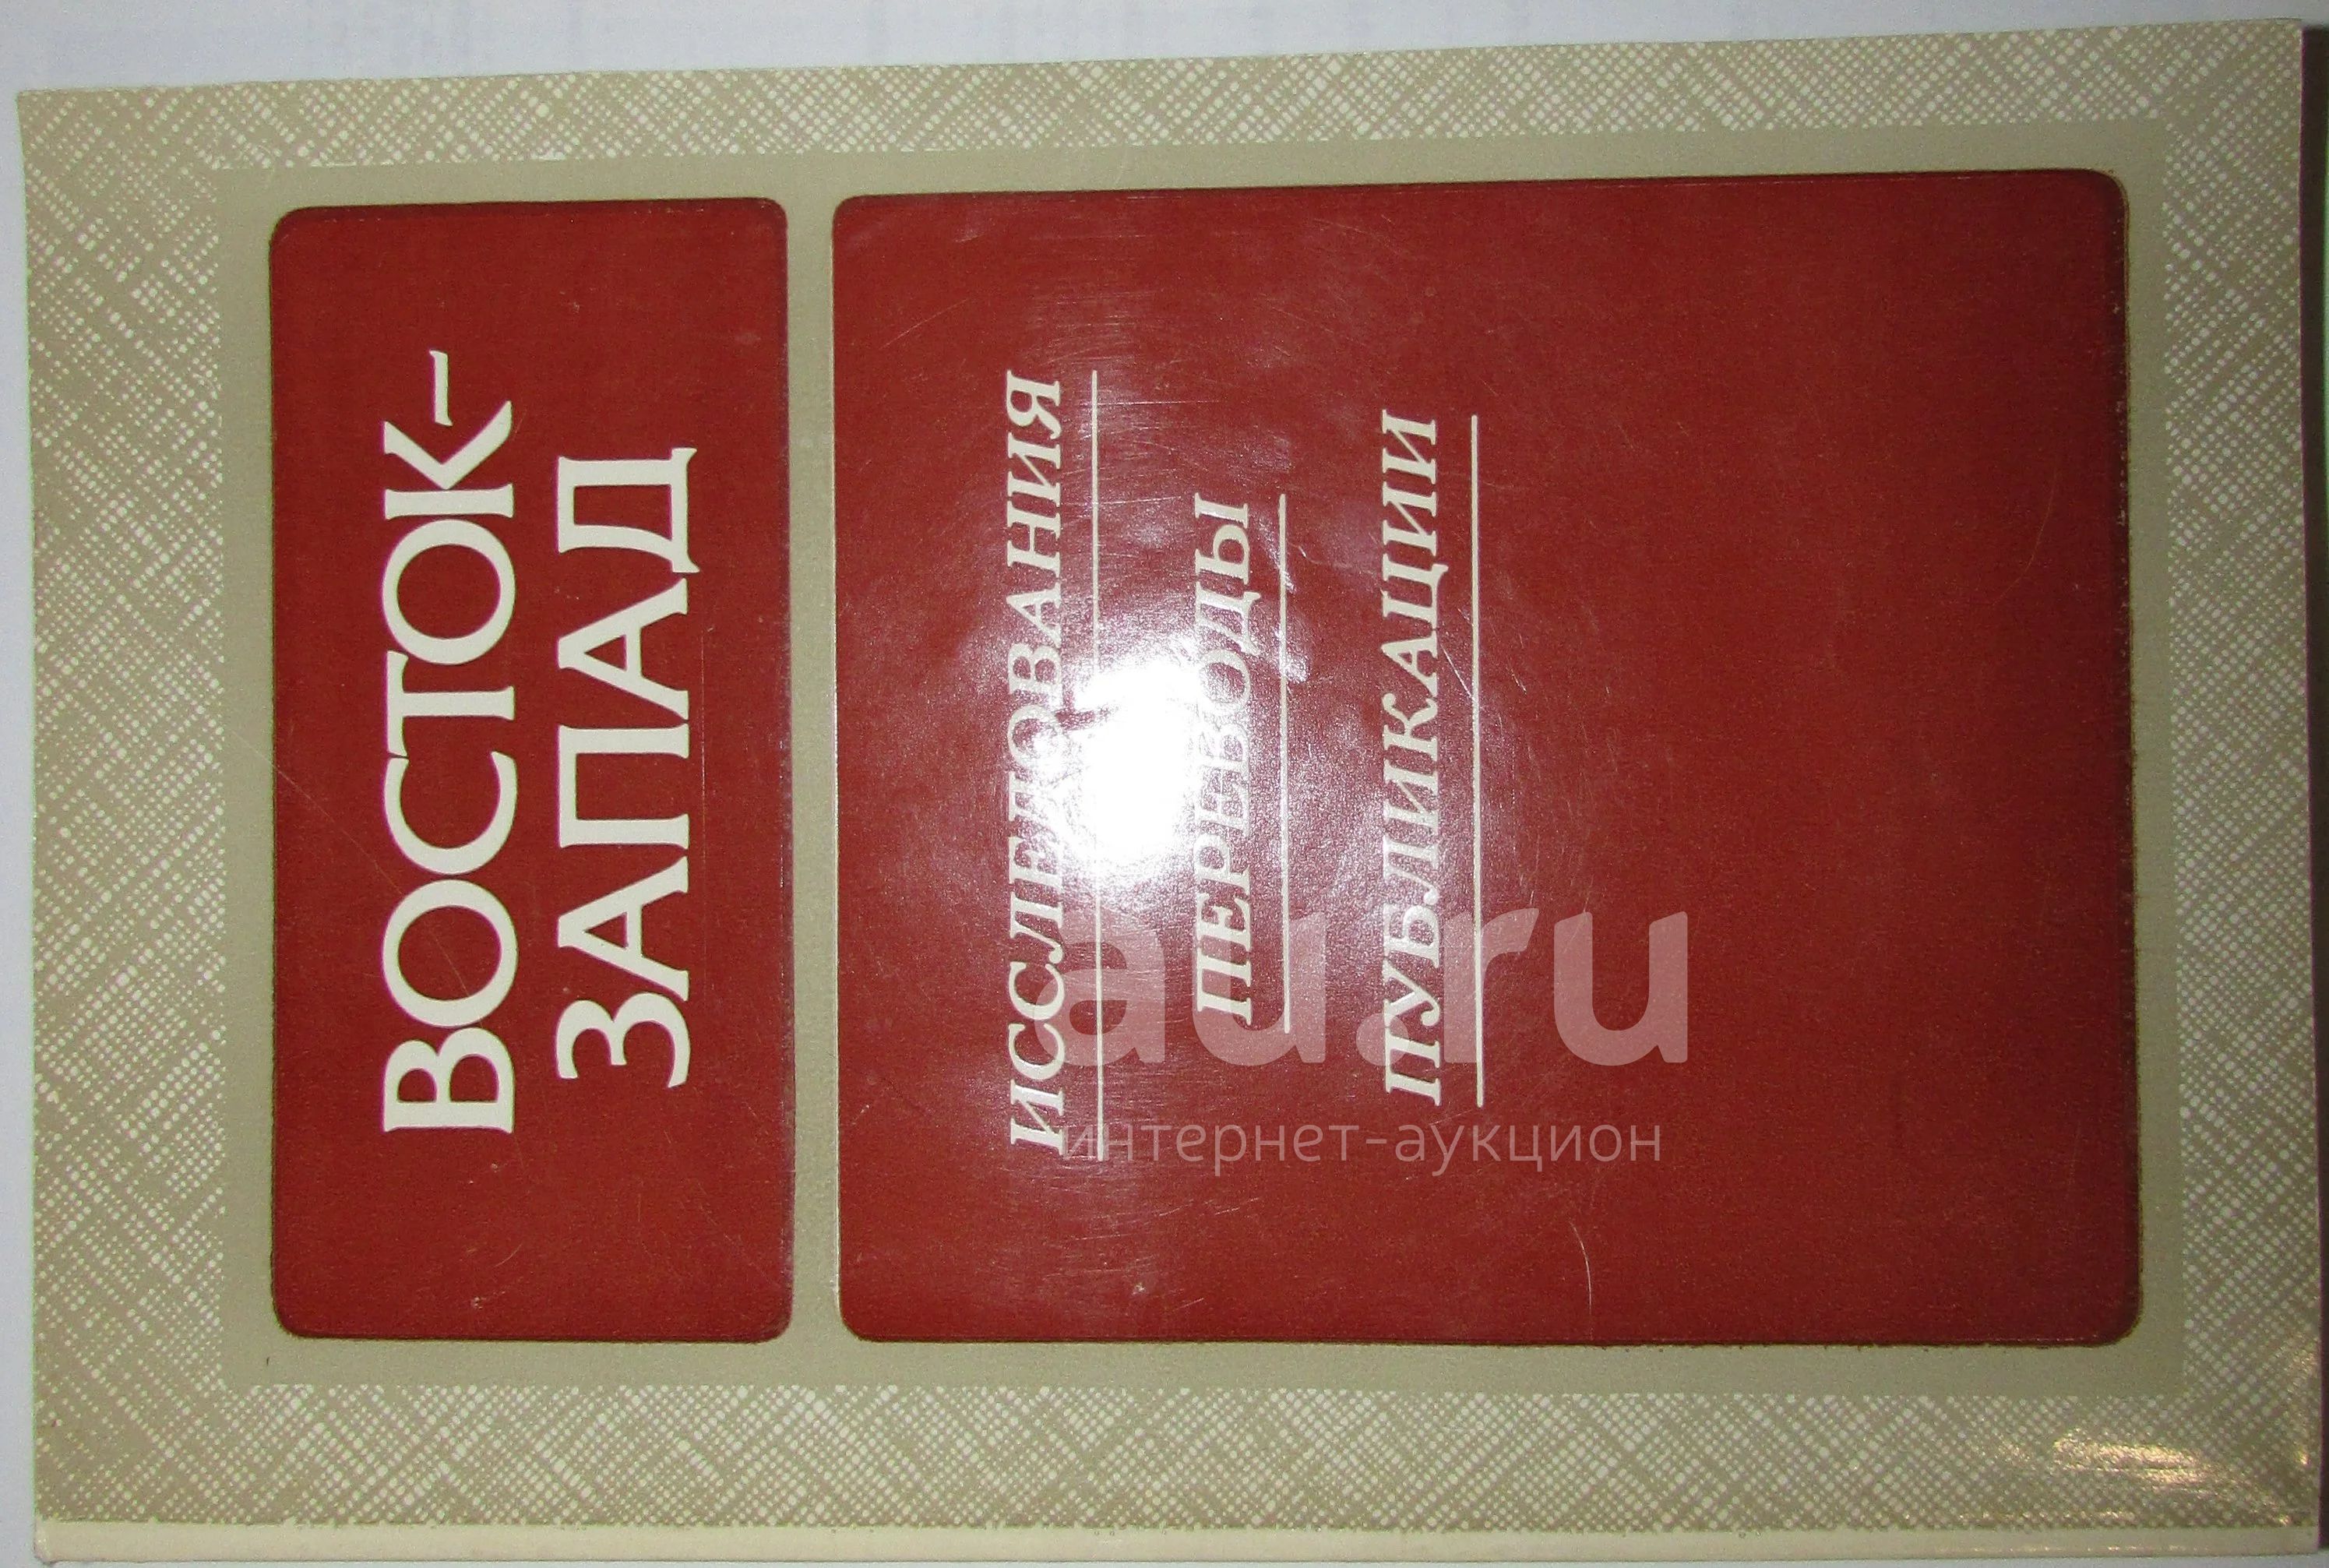 ВОСТОК-
ЗАПАД
ИССЛЕДОВАНИЯ
ПЕРЕВОДЫ
ПУБЛИКАЦИИ
au.ru
интернет-аукцион